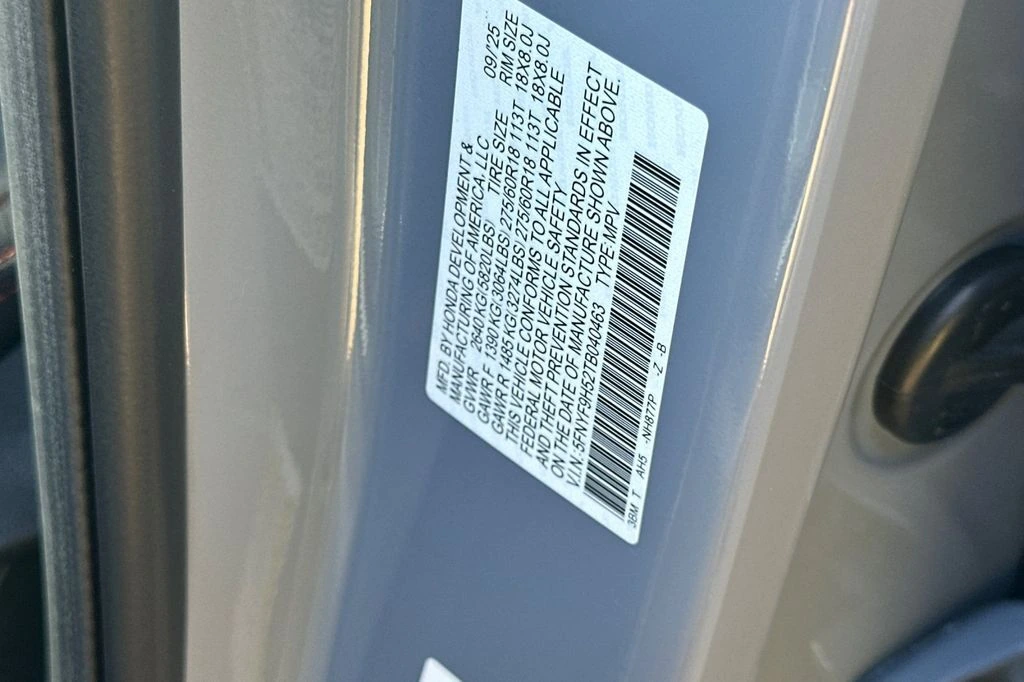 MFD BY HONDA DEVELOPMENT &
MANUFACTURING OF AMERICA, LLC 09/25
GVWR 2640 KG(5820LBS) TIRE SIZE RIM SIZE
GAWR F 1390 KG(3064LBS) 275/60R18 113T 18X8.0J
GAWR R 1485 KG(3274LBS) 275/60R18 113T 18X8.0J
THIS VEHICLE CONFORMS TO ALL APPLICABLE
FEDERAL MOTOR VEHICLE SAFETY
AND THEFT PREVENTION STANDARDS IN EFFECT
ON THE DATE OF MANUFACTURE SHOWN ABOVE.
V.I.N.:5FNYF9H52TB040463 TYPE:MPV
3BM T AH5 -NH877P -Z -B